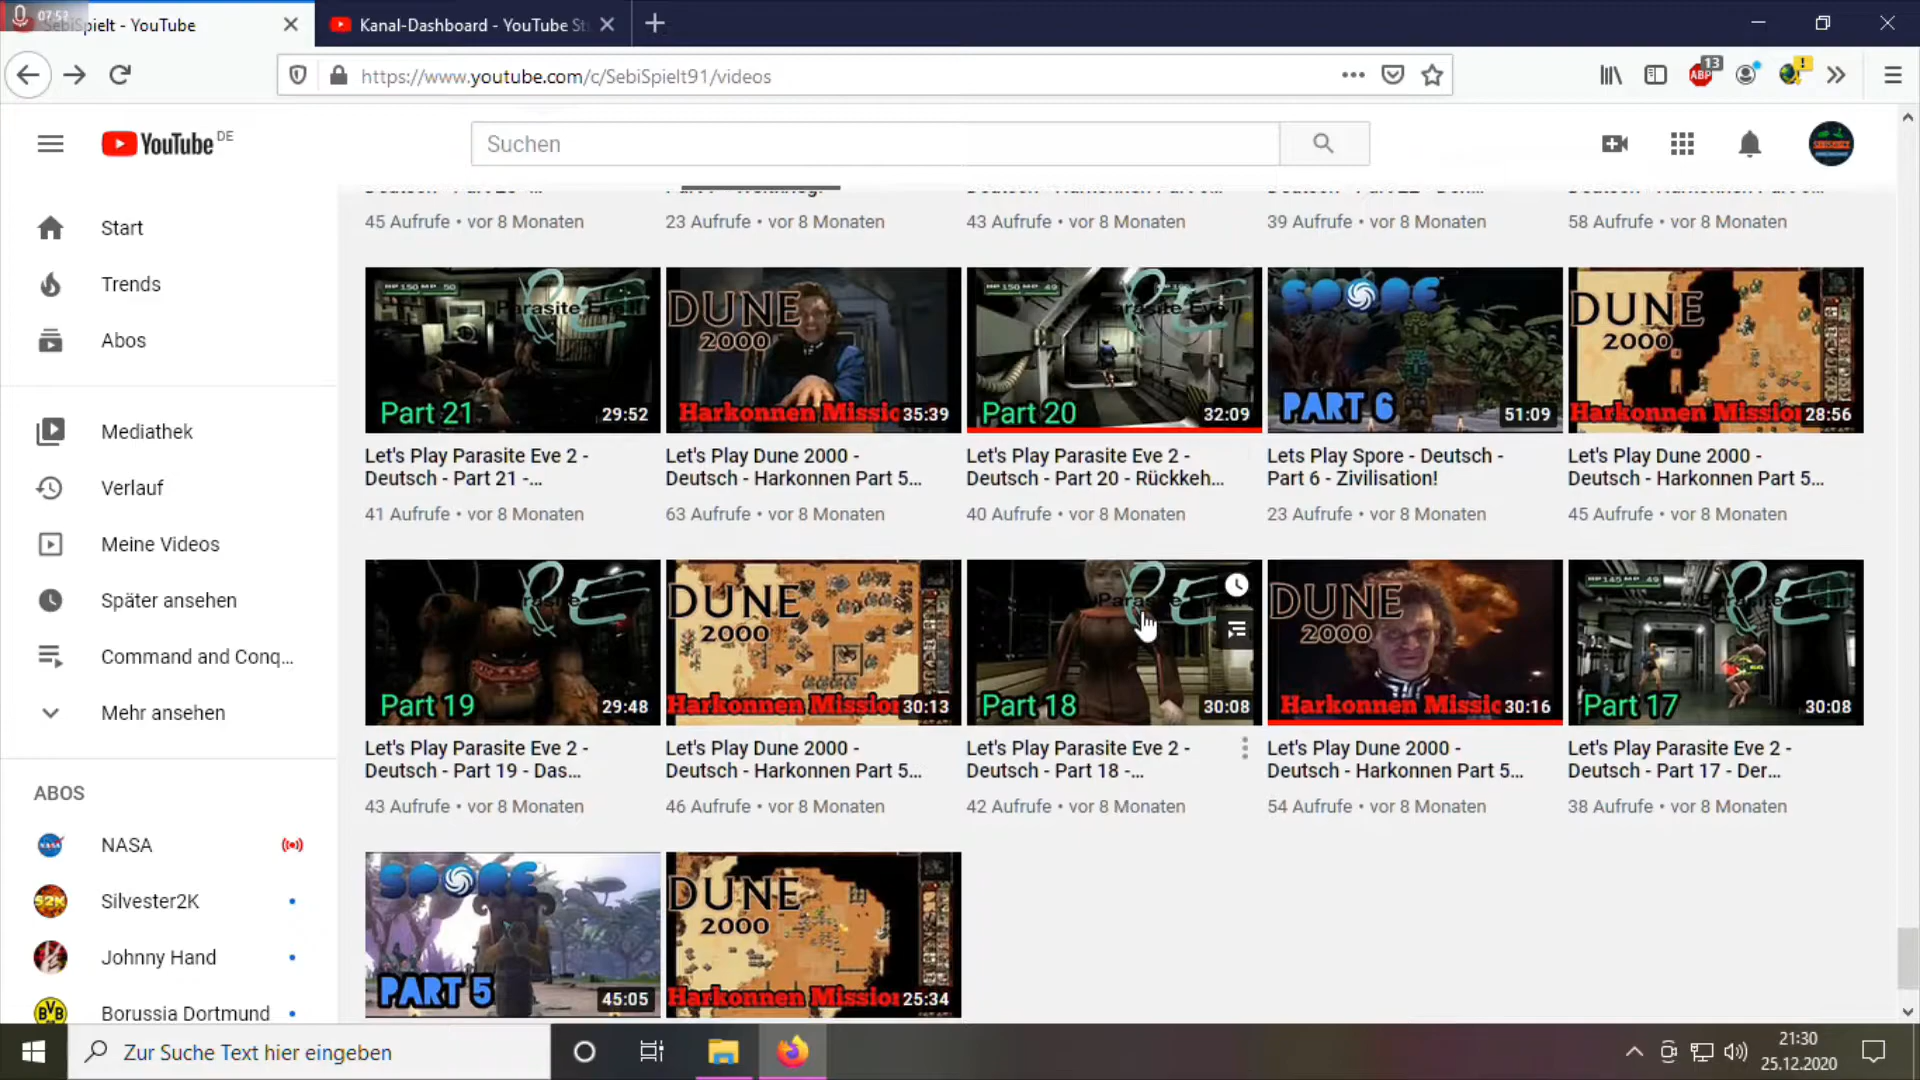 07:52
SebiSpielt - YouTube
Kanal-Dashboard - YouTube St
https://www.youtube.com/c/SebiSpielt91/videos
ABP
13
YouTube DE
Suchen
Start
Trends
Abos
Mediathek
Verlauf
Meine Videos
Später ansehen
Command and Conq...
Mehr ansehen
ABOS
NASA
Silvester2K
Johnny Hand
Borussia Dortmund
45 Aufrufe • vor 8 Monaten
23 Aufrufe • vor 8 Monaten
43 Aufrufe • vor 8 Monaten
39 Aufrufe • vor 8 Monaten
58 Aufrufe • vor 8 Monaten
Part 21
29:52
DUNE
2000
Harkonnen Missio
35:39
Part 20
32:09
SPORE
PART 6
51:09
DUNE
2000
Harkonnen Mission
28:56
Let's Play Parasite Eve 2 -
Deutsch - Part 21 -...
41 Aufrufe • vor 8 Monaten
Let's Play Dune 2000 -
Deutsch - Harkonnen Part 5...
63 Aufrufe • vor 8 Monaten
Let's Play Parasite Eve 2 -
Deutsch - Part 20 - Rückkeh...
40 Aufrufe • vor 8 Monaten
Lets Play Spore - Deutsch -
Part 6 - Zivilisation!
23 Aufrufe • vor 8 Monaten
Let's Play Dune 2000 -
Deutsch - Harkonnen Part 5...
45 Aufrufe • vor 8 Monaten
Part 19
29:48
DUNE
2000
Harkonnen Mission
30:13
Part 18
30:08
DUNE
2000
Harkonnen Missio
30:16
Part 17
30:08
Let's Play Parasite Eve 2 -
Deutsch - Part 19 - Das...
43 Aufrufe • vor 8 Monaten
Let's Play Dune 2000 -
Deutsch - Harkonnen Part 5...
46 Aufrufe • vor 8 Monaten
Let's Play Parasite Eve 2 -
Deutsch - Part 18 -...
42 Aufrufe • vor 8 Monaten
Let's Play Dune 2000 -
Deutsch - Harkonnen Part 5...
54 Aufrufe • vor 8 Monaten
Let's Play Parasite Eve 2 -
Deutsch - Part 17 - Der...
38 Aufrufe • vor 8 Monaten
SPORE
PART 5
45:05
DUNE
2000
Harkonnen Mission
25:34
Zur Suche Text hier eingeben
21:30
25.12.2020